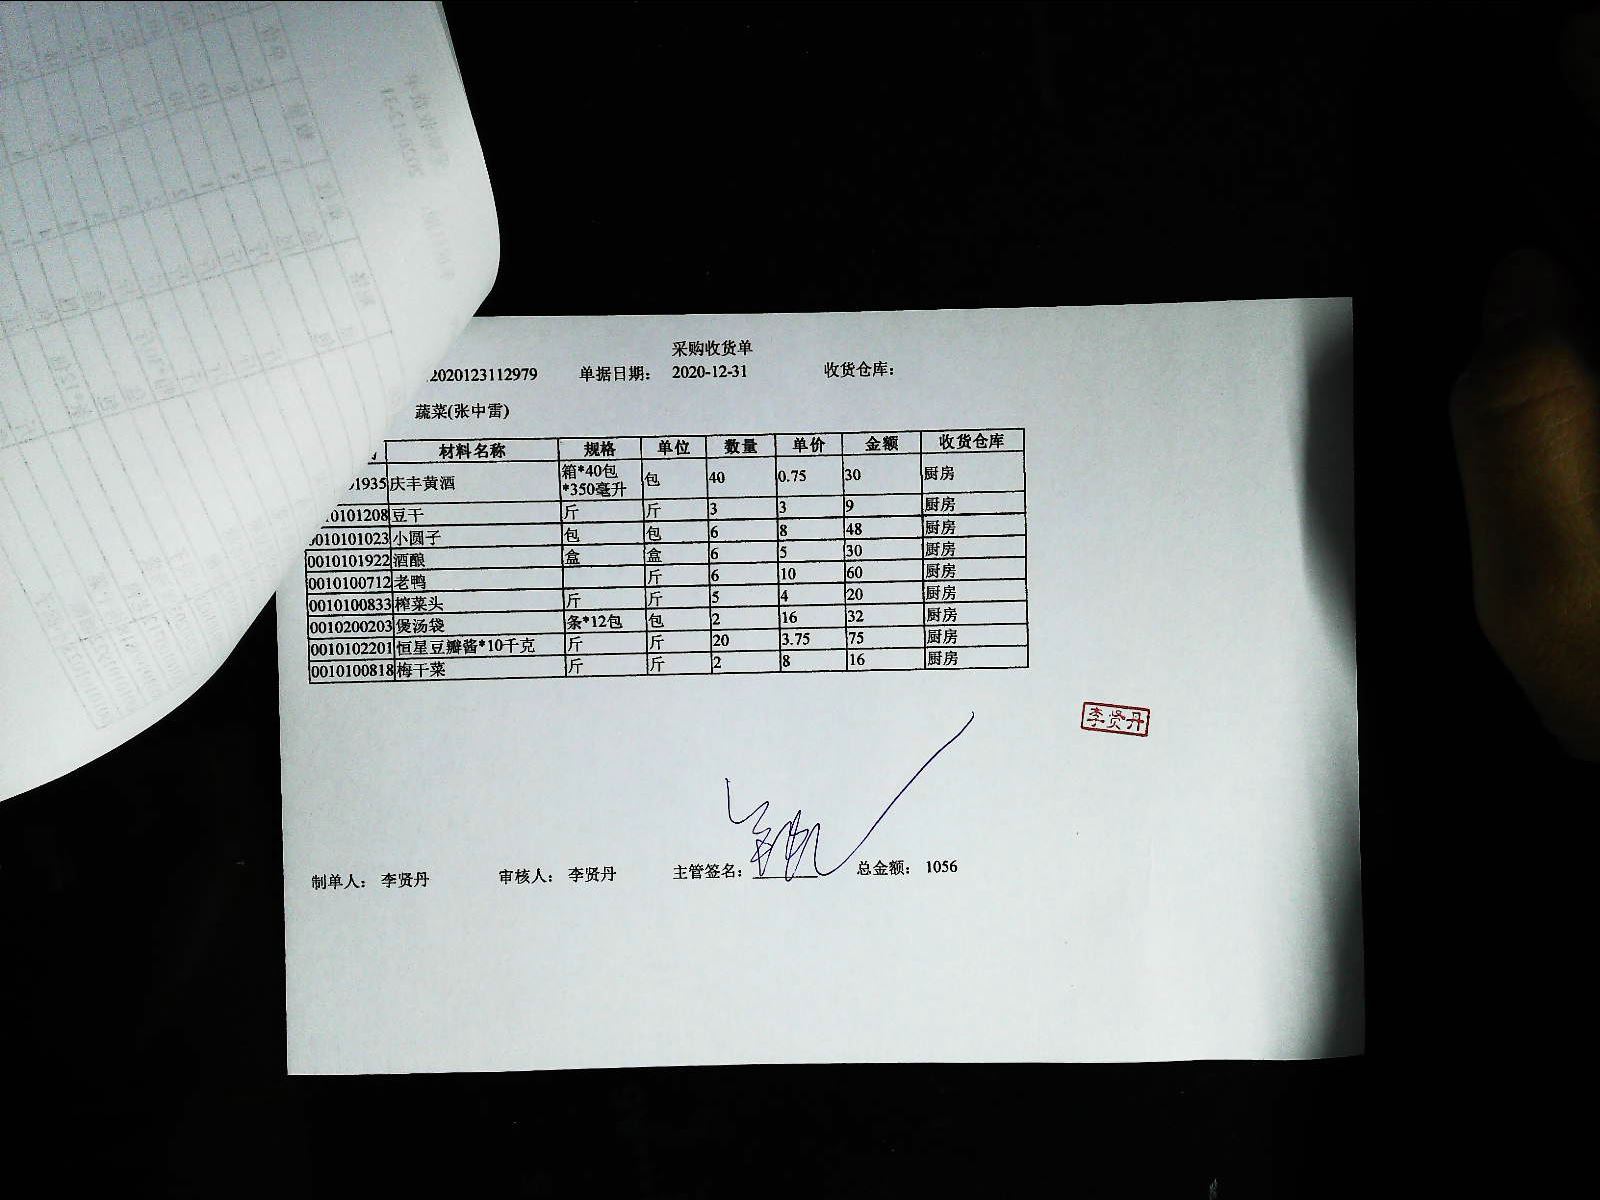 采购收货单
2020123112979 单据日期: 2020-12-31 收货仓库:
蔬菜(张中雷)
材料名称 规格 单位 数量 单价 金额 收货仓库
1935 庆丰黄酒 箱*40包*350毫升 包 40 0.75 30 厨房
0101208 豆干 斤 斤 3 3 9 厨房
010101023 小圆子 包 包 6 8 48 厨房
0010101922 酒酿 盒 盒 6 5 30 厨房
0010100712 老鸭 斤 6 10 60 厨房
0010100833 榨菜头 斤 斤 5 4 20 厨房
0010200203 煲汤袋 条*12包 包 2 16 32 厨房
0010102201 恒星豆瓣酱*10千克 斤 斤 20 3.75 75 厨房
0010100818 梅干菜 斤 斤 2 8 16 厨房
李贤丹
制单人: 李贤丹 审核人: 李贤丹 主管签名: 总金额: 1056